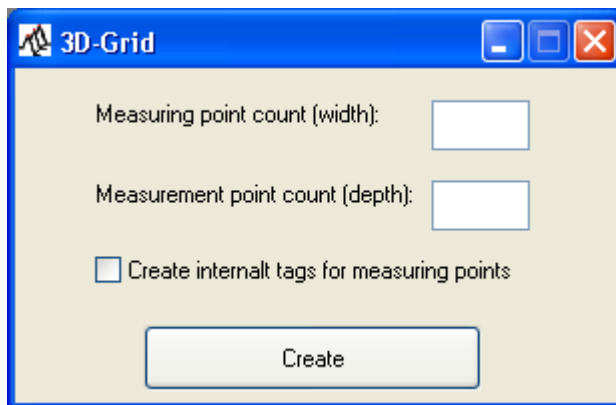 3D-Grid
Measuring point count (width):
Measurement point count (depth):
Create internalt tags for measuring points
Create